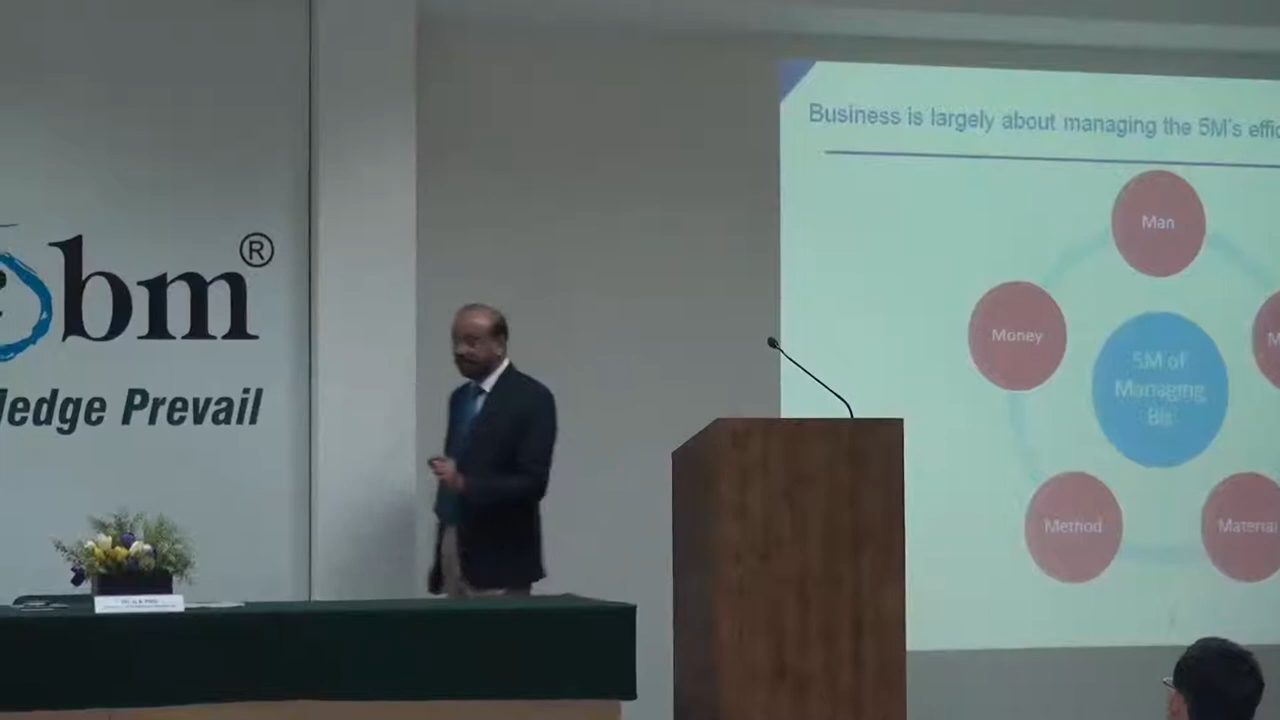 bm®
ledge Prevail
Business is largely about managing the 5M's effic
Man
Money
M
5M of
Managing
Biz
Method
Material